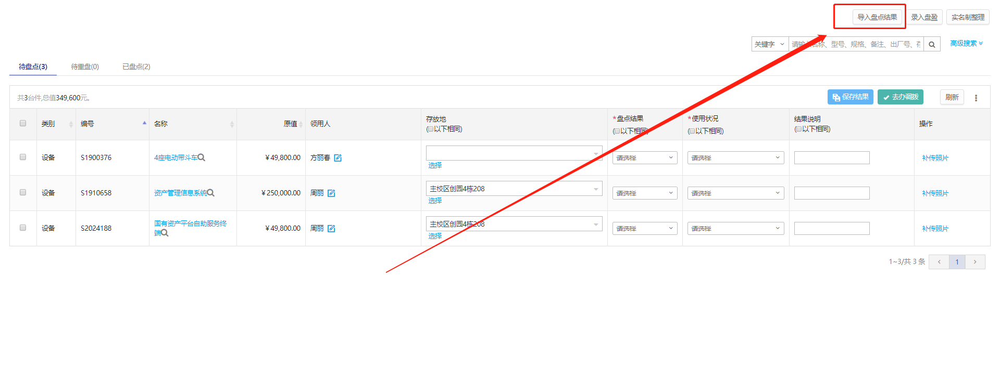 导入盘点结果 录入盘盈 实名制整理
关键字 请输入名称、型号、规格、备注、出厂号、存 高级搜索
待盘点(3) 待重盘(0) 已盘点(2)
共3台件,总值349,600元。 保存结果 去办调拨 刷新
类别 编号 名称 原值 领用人 存放地 *盘点结果 *使用状况 结果说明 操作
(以下相同) (以下相同) (以下相同) (以下相同)
设备 S1900376 4座电动带斗车 ¥49,800.00 方丽春 请选择 请选择 补传照片
选择
设备 S1910658 资产管理信息系统 ¥250,000.00 周丽 主校区创园4栋208 请选择 请选择 补传照片
选择
设备 S2024188 国有资产平台自助服务终 ¥49,800.00 周丽 主校区创园4栋208 请选择 请选择 补传照片
端 选择
1~3/共 3 条 ‹ 1 ›